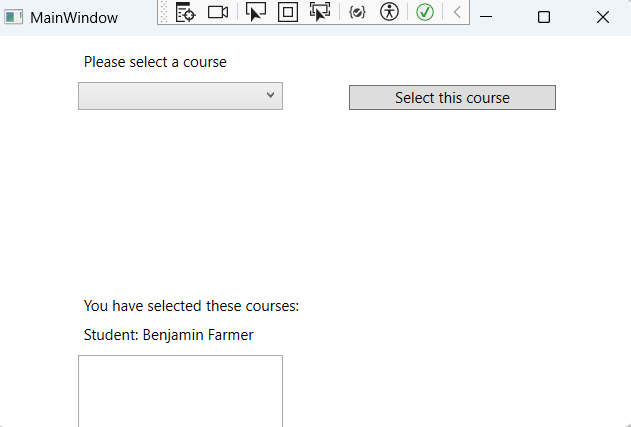 MainWindow
Please select a course
Select this course
You have selected these courses:
Student: Benjamin Farmer